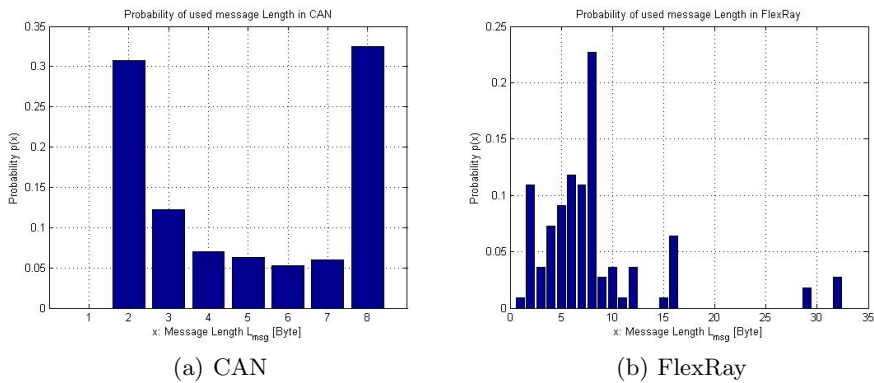 Probability of used message Length in CAN
0.35
0.3
0.25
0.2
0.15
0.1
0.05
0
Probability p(x)
1 2 3 4 5 6 7 8
x: Message Length L_msg [Byte]
(a) CAN
Probability of used message Length in FlexRay
0.25
0.2
0.15
0.1
0.05
0
Probability p(x)
0 5 10 15 20 25 30 35
x: Message Length L_msg [Byte]
(b) FlexRay